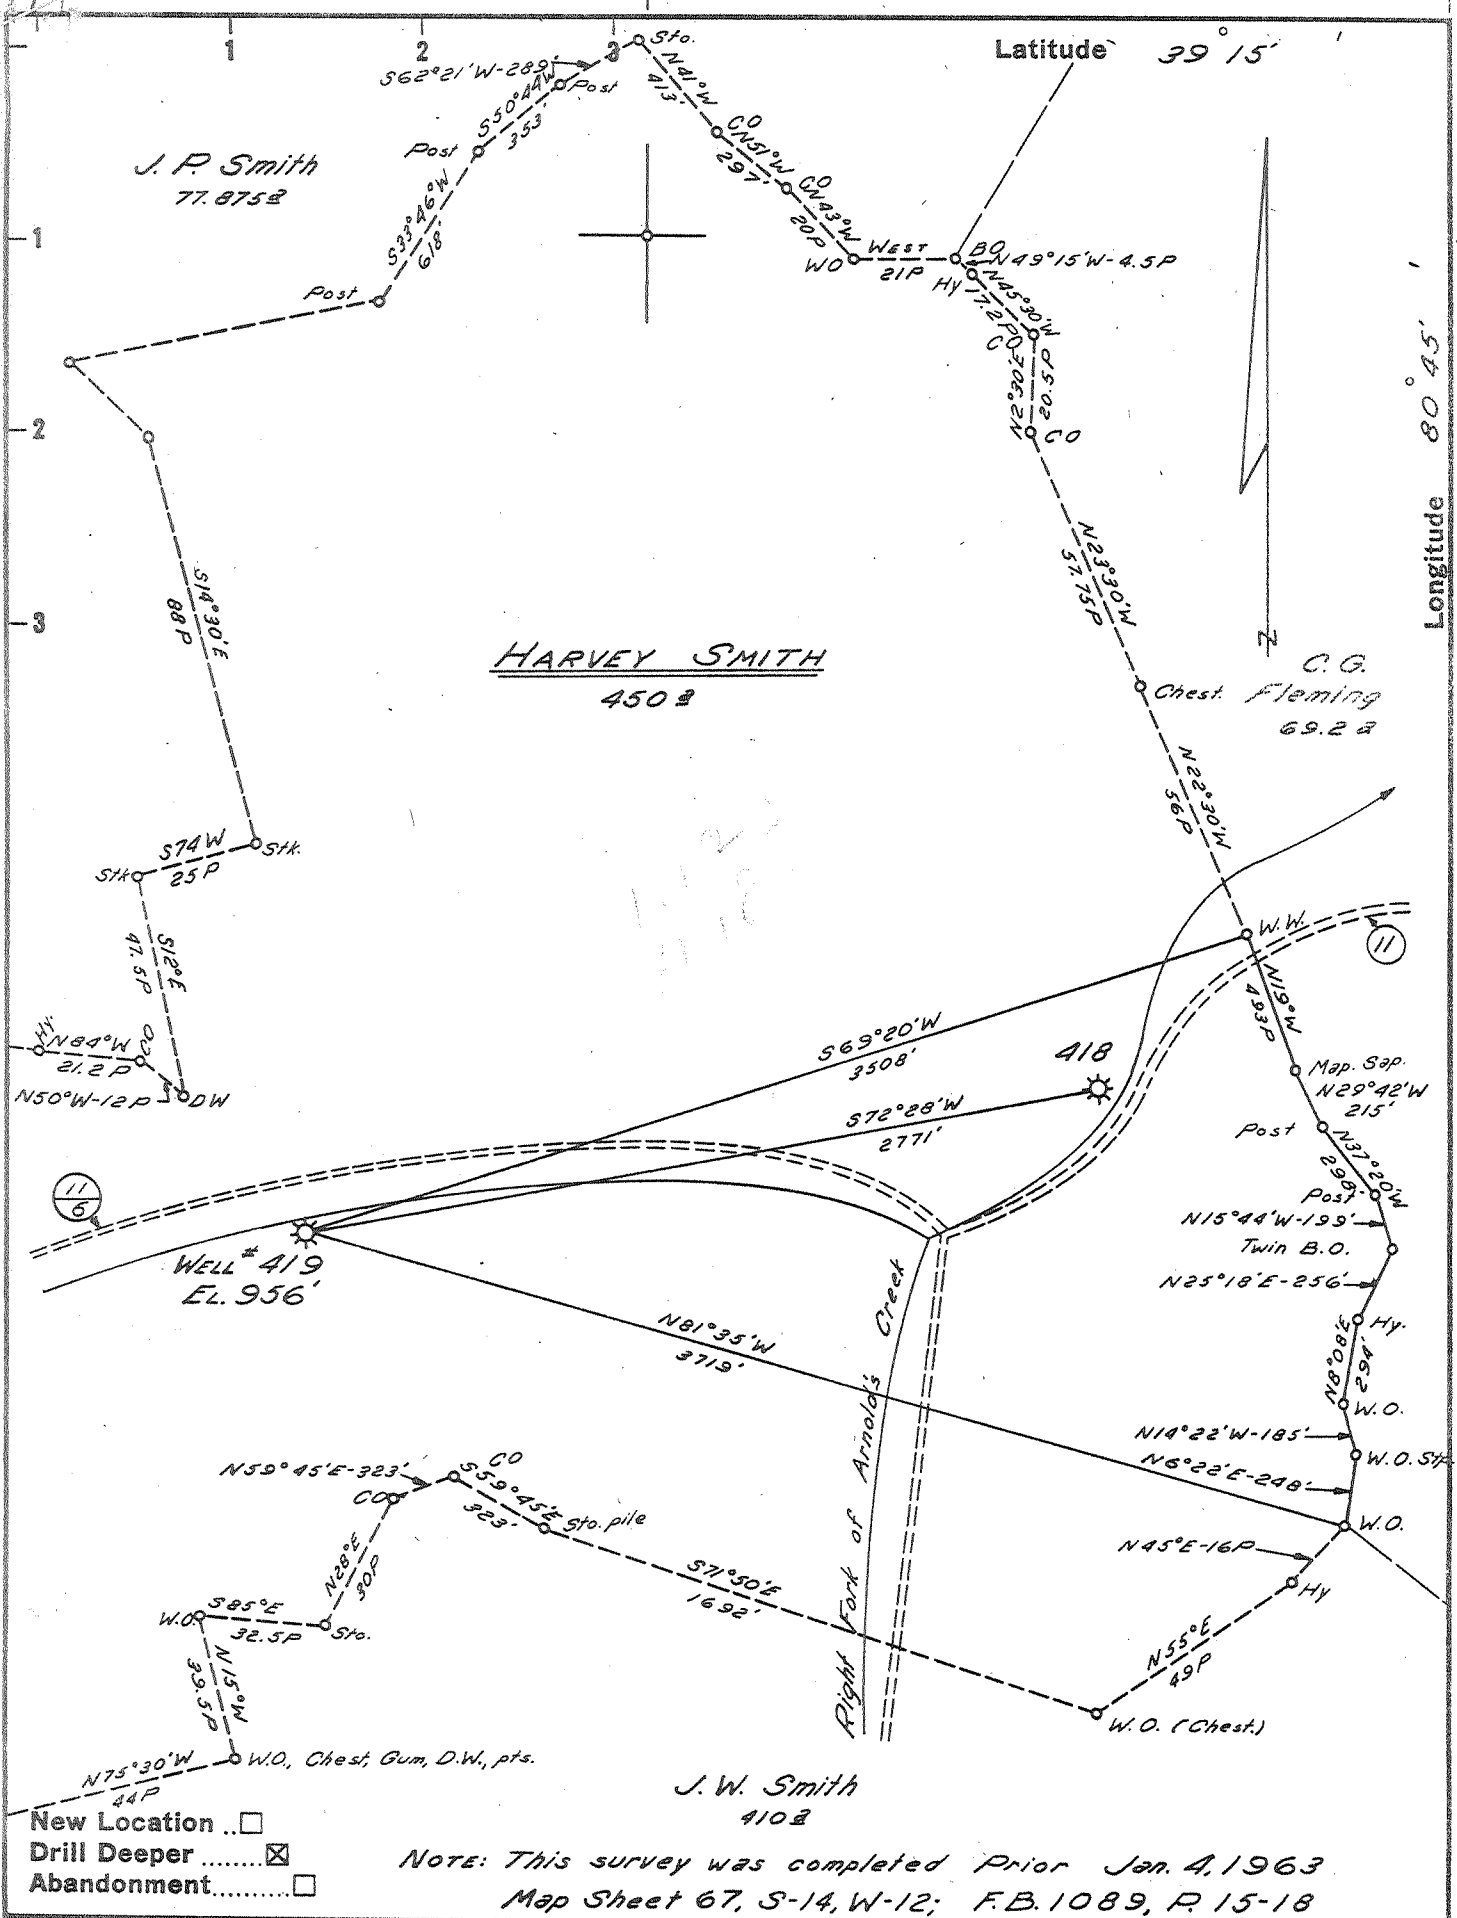 1
2
3
Latitude 39° 15'
Sto.
S62°21'W-289'
Post
N41°W
413'
S50°44W
353'
Post
CO
N51°W
297'
J. P. Smith
77.875a
S33°46'W
618'
CO
N43°W
20P
1
WO
WEST
21P
BO
N49°15'W-4.5P
Hy
N45°30'W
17.2P
Post
CO
N2°30'E
20.5P
Longitude 80° 45'
2
CO
N23°30'W
57.75P
S14°30'E
88P
3
HARVEY SMITH
450a
C. G.
Fleming
69.2 a
Chest.
N22°30'W
56P
S74W
25P
Stk.
Stk
W.W.
11
S12°E
47.5P
N19°W
493P
Hy.
N84°W
21.2P
CO
S69°20'W
3508'
418
Map. Sap.
N29°42'W
215'
N50°W-12P
DW
S72°28'W
2771'
Post
N37°20'W
298'
11
6
Post
N15°44'W-199'
Twin B.O.
WELL # 419
EL. 956'
N25°18'E-256'
Hy.
N81°35'W
3719'
N8°08'E
294'
W.O.
Right Fork of Arnold's Creek
N14°22'W-185'
W.O. Stp.
N6°22'E-248'
N59°45'E-323'
CO
S59°45'E
323'
CO
Sto. pile
W.O.
N45°E-16P
S71°50'E
1692'
Hy
N28°E
30P
W.O.
S85°E
32.5P
Sto.
N55°E
49P
N15°W
39.5P
W.O. (Chest.)
W.O., Chest, Gum, D.W., pts.
N75°30'W
44P
J. W. Smith
410a
New Location ..☐
Drill Deeper ........☒
Abandonment..........☐
NOTE: This survey was completed Prior Jan. 4, 1963
Map Sheet 67, S-14, W-12; F.B. 1089, P. 15-18